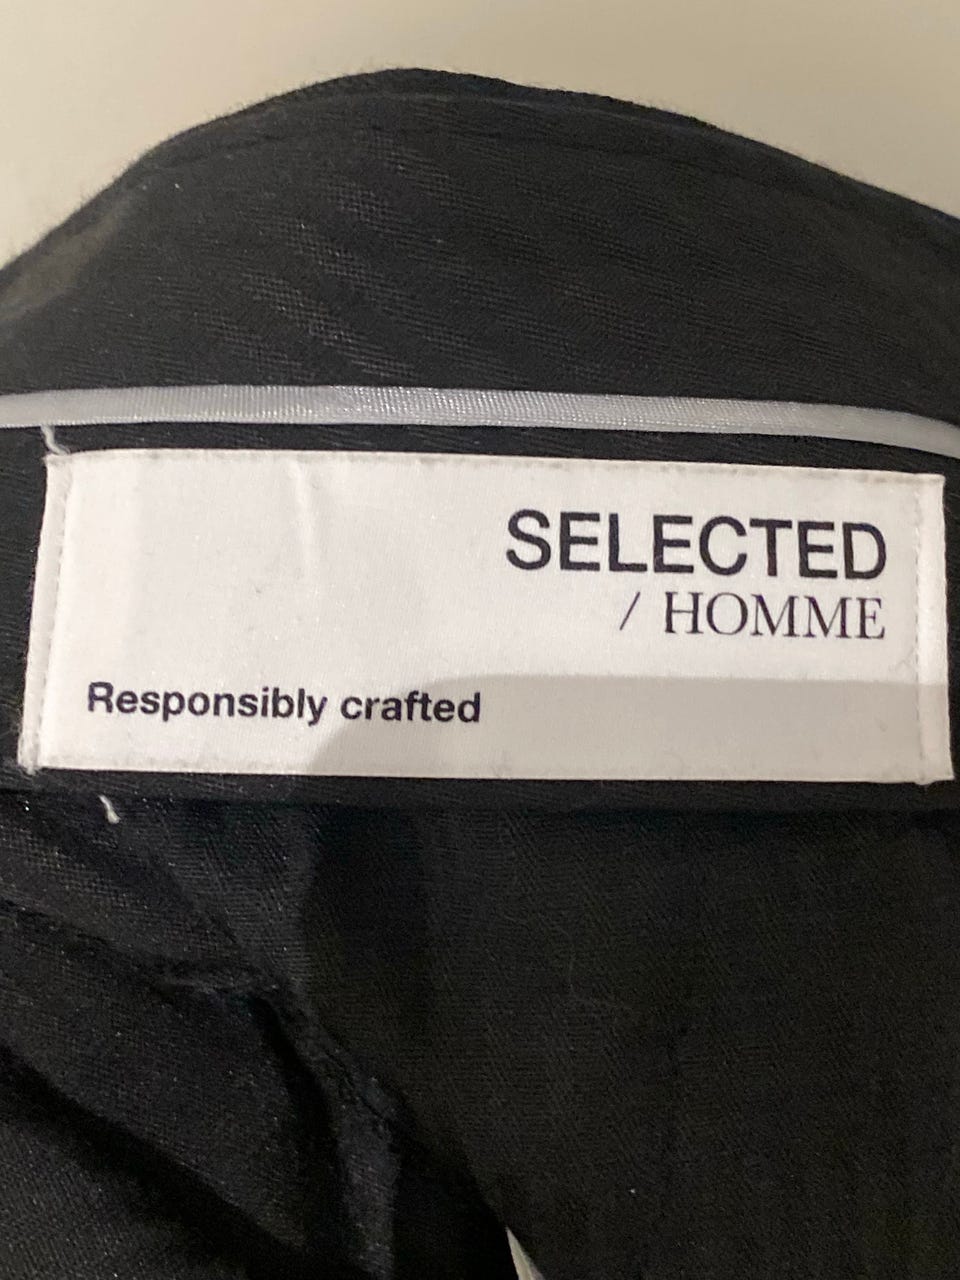 SELECTED
/ HOMME
Responsibly crafted